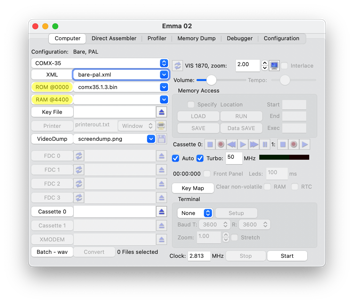 Emma 02
Computer Direct Assembler Profiler Memory Dump Debugger Configuration
Configuration: Bare, PAL
COMX-35
VIS 1870, zoom: 2.00 Interlace
XML bare-pal.xml
Volume: Tempo:
ROM @0000 comx35.1.3.bin
Memory Access
RAM @4400
Specify Location Start
Key File
LOAD RUN End
Printer printerout.txt Window
SAVE Data SAVE Exec
VideoDump screendump.png
Cassette 0: 1:
FDC 0
Auto Turbo: 50 MHz
FDC 1
FDC 2
00:00:000 Front Panel Leds: 100 ms
FDC 3
Key Map Clear non-volatile RAM RTC
Cassette 0
Terminal
Cassette 1
None Setup
XMODEM
Baud T: 9600 R: 9600
Zoom: 1.00 Stretch
Batch - wav Convert 0 Files selected
Clock: 2.813 MHz Stop Start